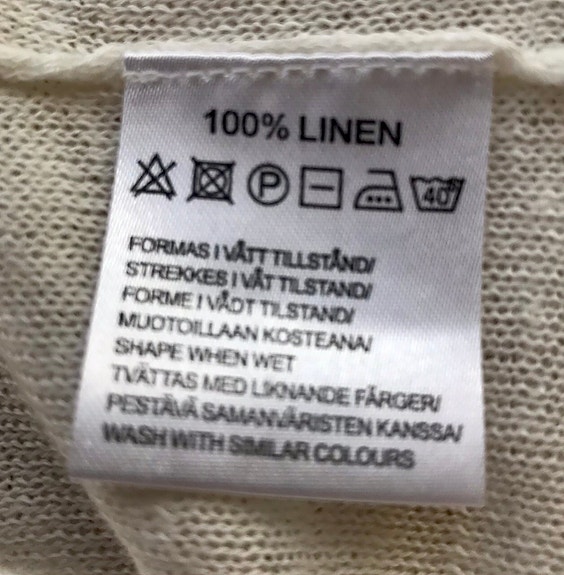 100% LINEN
P 40
FORMAS I VÅTT TILLSTÅND/
STREKKES I VÅT TILSTAND/
FORME I VÅDT TILSTAND/
MUOTOILLAAN KOSTEANA/
SHAPE WHEN WET
TVÄTTAS MED LIKNANDE FÄRGER/
PESTÄVÄ SAMANVÄRISTEN KANSSA/
WASH WITH SIMILAR COLOURS